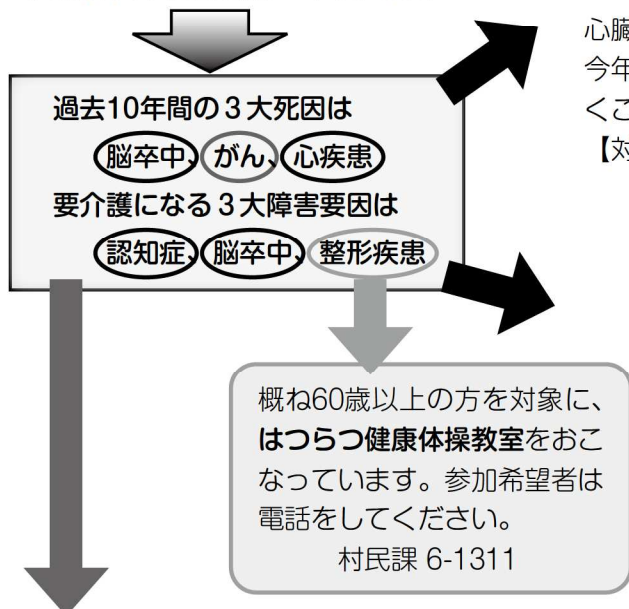 過去10年間の3大死因は
脳卒中、がん、心疾患
要介護になる3大障害要因は
認知症、脳卒中、整形疾患
心臓
今年
くこ
【対
概ね60歳以上の方を対象に、
はつらつ健康体操教室をおこ
なっています。参加希望者は
電話をしてください。
村民課 6-1311